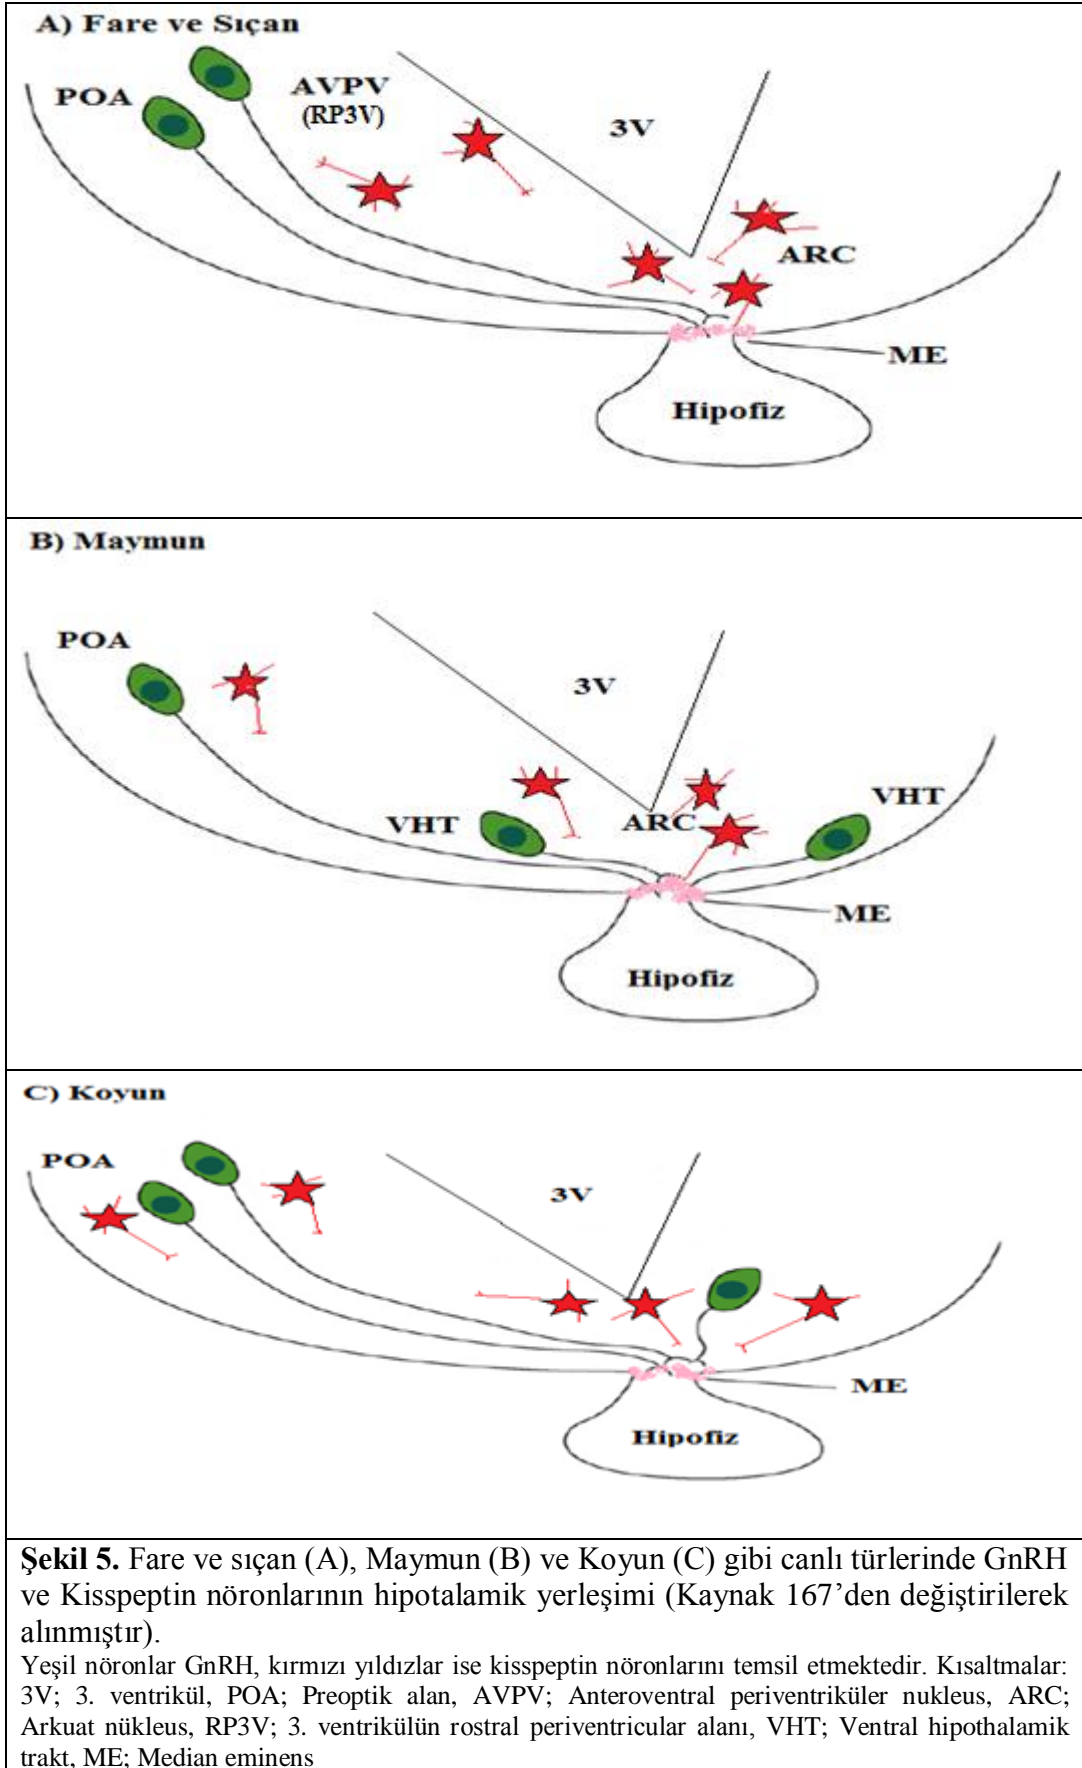 A) Fare ve Sıçan
POA
AVPV
(RP3V)
3V
ARC
ME
Hipofiz
B) Maymun
POA
3V
VHT
ARC
VHT
ME
Hipofiz
C) Koyun
POA
3V
ME
Hipofiz
Şekil 5. Fare ve sıçan (A), Maymun (B) ve Koyun (C) gibi canlı türlerinde GnRH
ve Kisspeptin nöronlarının hipotalamik yerleşimi (Kaynak 167’den değiştirilerek
alınmıştır).
Yeşil nöronlar GnRH, kırmızı yıldızlar ise kisspeptin nöronlarını temsil etmektedir. Kısaltmalar:
3V; 3. ventrikül, POA; Preoptik alan, AVPV; Anteroventral periventriküler nukleus, ARC;
Arkuat nükleus, RP3V; 3. ventrikülün rostral periventricular alanı, VHT; Ventral hipothalamik
trakt, ME; Median eminens